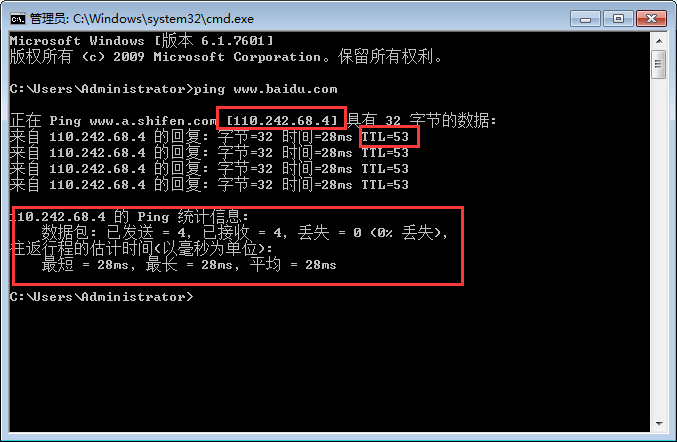 管理员: C:\Windows\system32\cmd.exe
Microsoft Windows [版本 6.1.7601]
版权所有 (c) 2009 Microsoft Corporation。保留所有权利。
C:\Users\Administrator>ping www.baidu.com
正在 Ping www.a.shifen.com [110.242.68.4] 具有 32 字节的数据:
来自 110.242.68.4 的回复: 字节=32 时间=28ms TTL=53
来自 110.242.68.4 的回复: 字节=32 时间=28ms TTL=53
来自 110.242.68.4 的回复: 字节=32 时间=28ms TTL=53
来自 110.242.68.4 的回复: 字节=32 时间=28ms TTL=53
110.242.68.4 的 Ping 统计信息:
数据包: 已发送 = 4，已接收 = 4，丢失 = 0 (0% 丢失)，
往返行程的估计时间(以毫秒为单位):
最短 = 28ms，最长 = 28ms，平均 = 28ms
C:\Users\Administrator>